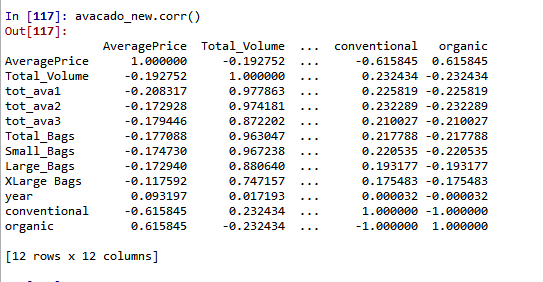 In [117]: avacado_new.corr()
Out[117]:
AveragePrice Total_Volume ... conventional organic
AveragePrice 1.000000 -0.192752 ... -0.615845 0.615845
Total_Volume -0.192752 1.000000 ... 0.232434 -0.232434
tot_ava1 -0.208317 0.977863 ... 0.225819 -0.225819
tot_ava2 -0.172928 0.974181 ... 0.232289 -0.232289
tot_ava3 -0.179446 0.872202 ... 0.210027 -0.210027
Total_Bags -0.177088 0.963047 ... 0.217788 -0.217788
Small_Bags -0.174730 0.967238 ... 0.220535 -0.220535
Large_Bags -0.172940 0.880640 ... 0.193177 -0.193177
XLarge Bags -0.117592 0.747157 ... 0.175483 -0.175483
year 0.093197 0.017193 ... 0.000032 -0.000032
conventional -0.615845 0.232434 ... 1.000000 -1.000000
organic 0.615845 -0.232434 ... -1.000000 1.000000
[12 rows x 12 columns]